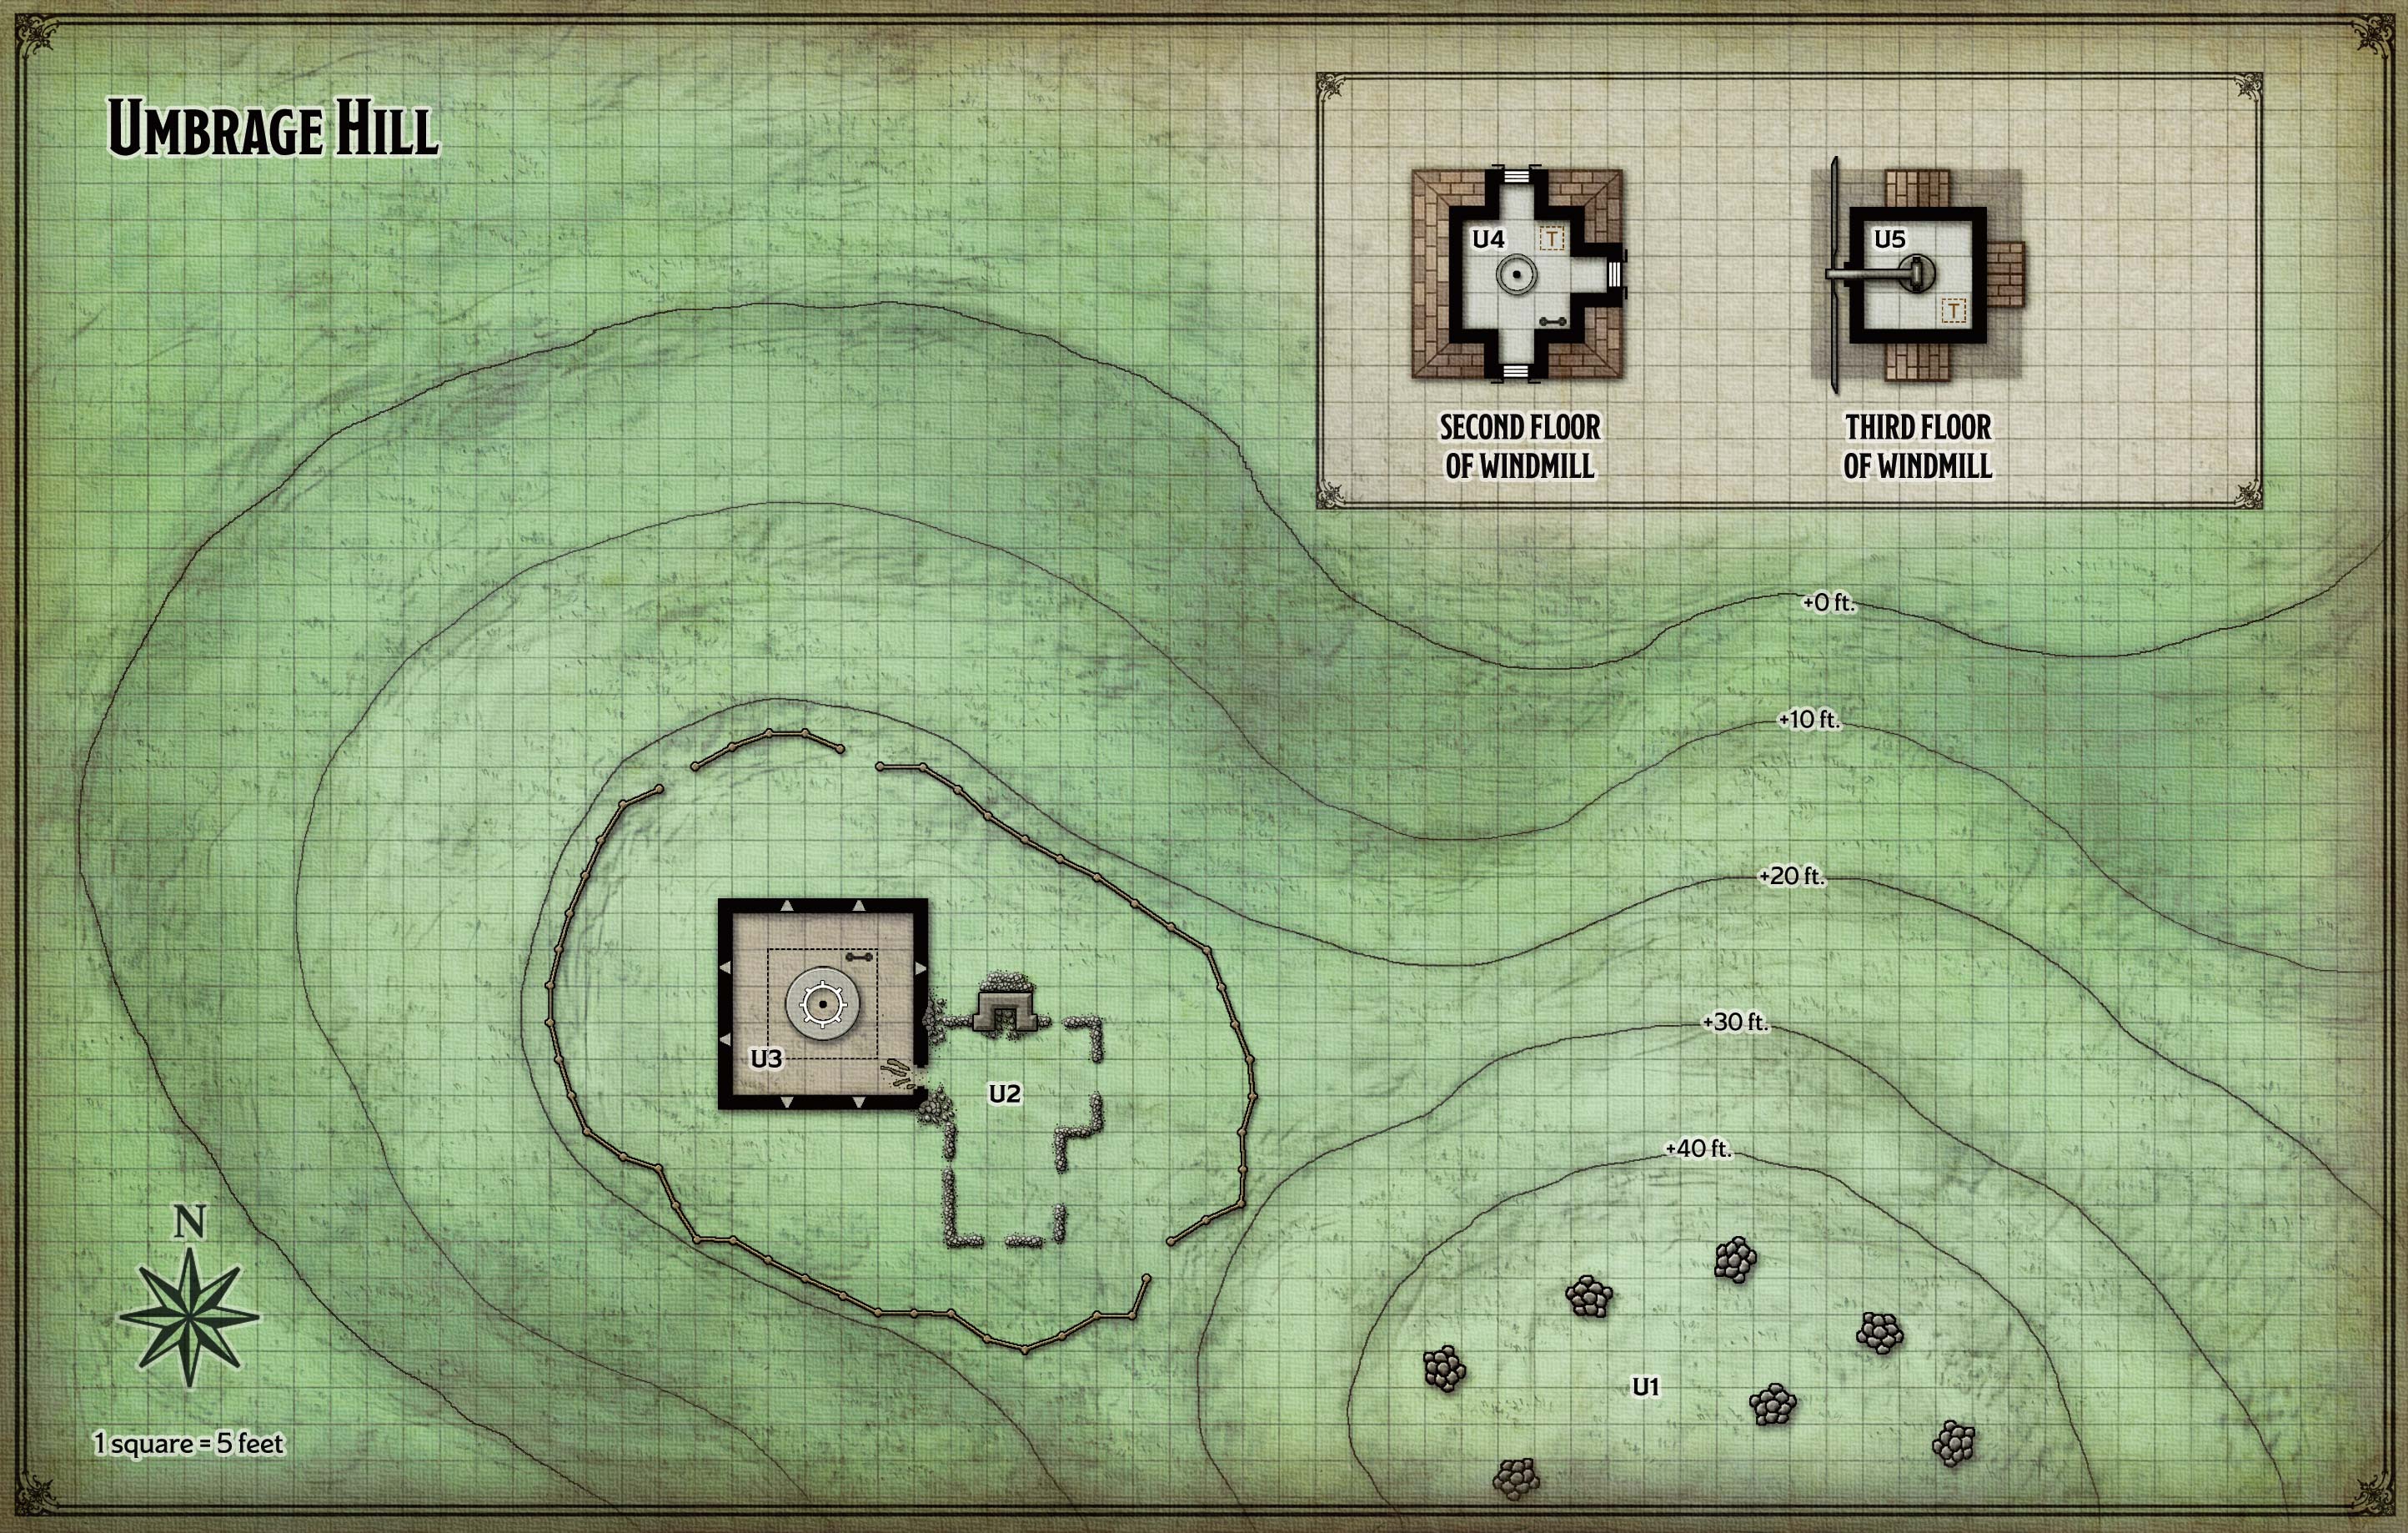 UMBRAGE HILL
U4
T
U5
T
SECOND FLOOR
OF WINDMILL
THIRD FLOOR
OF WINDMILL
+0 ft.
+10 ft.
+20 ft.
+30 ft.
+40 ft.
U3
U2
U1
N
1 square = 5 feet